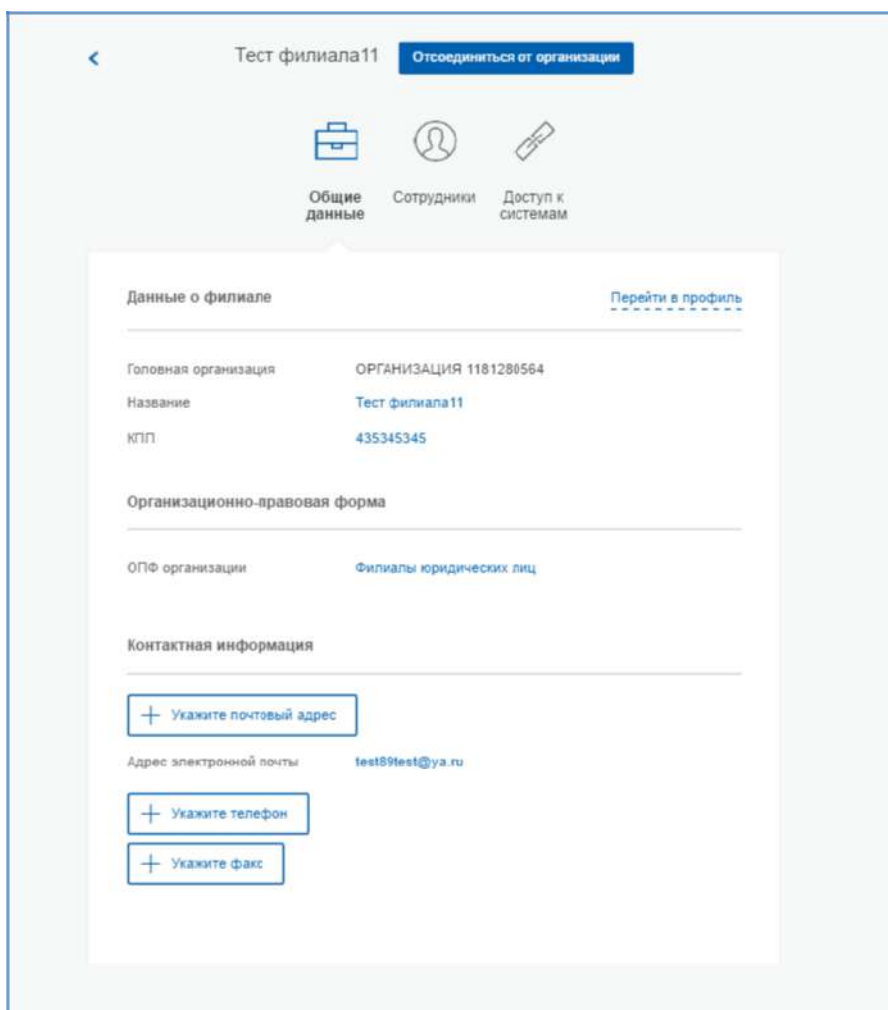 Тест филиала11
Отсоединиться от организации
Общие данные
Сотрудники
Доступ к системам
Данные о филиале
Перейти в профиль
Головная организация ОРГАНИЗАЦИЯ 1181280564
Название Тест филиала11
КПП 435345345
Организационно-правовая форма
ОПФ организации Филиалы юридических лиц
Контактная информация
Укажите почтовый адрес
Адрес электронной почты test89test@ya.ru
Укажите телефон
Укажите факс